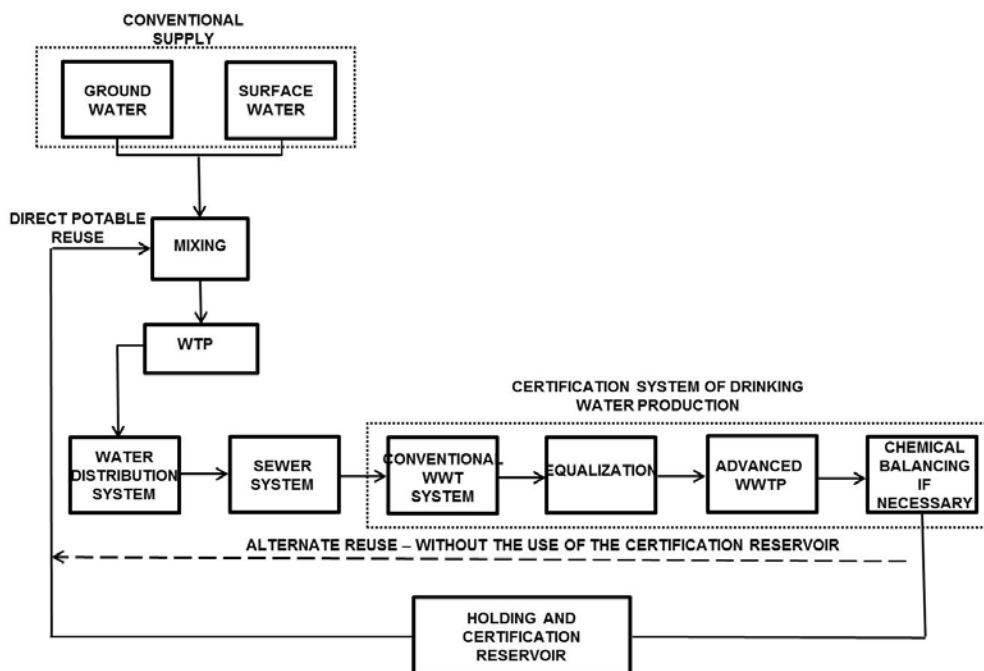 CONVENTIONAL
SUPPLY
GROUND
WATER
SURFACE
WATER
DIRECT POTABLE
REUSE
MIXING
WTP
CERTIFICATION SYSTEM OF DRINKING
WATER PRODUCTION
WATER
DISTRIBUTION
SYSTEM
SEWER
SYSTEM
CONVENTIONAL
WWT
SYSTEM
EQUALIZATION
ADVANCED
WWTP
CHEMICAL
BALANCING
IF
NECESSARY
ALTERNATE REUSE – WITHOUT THE USE OF THE CERTIFICATION RESERVOIR
HOLDING AND
CERTIFICATION
RESERVOIR